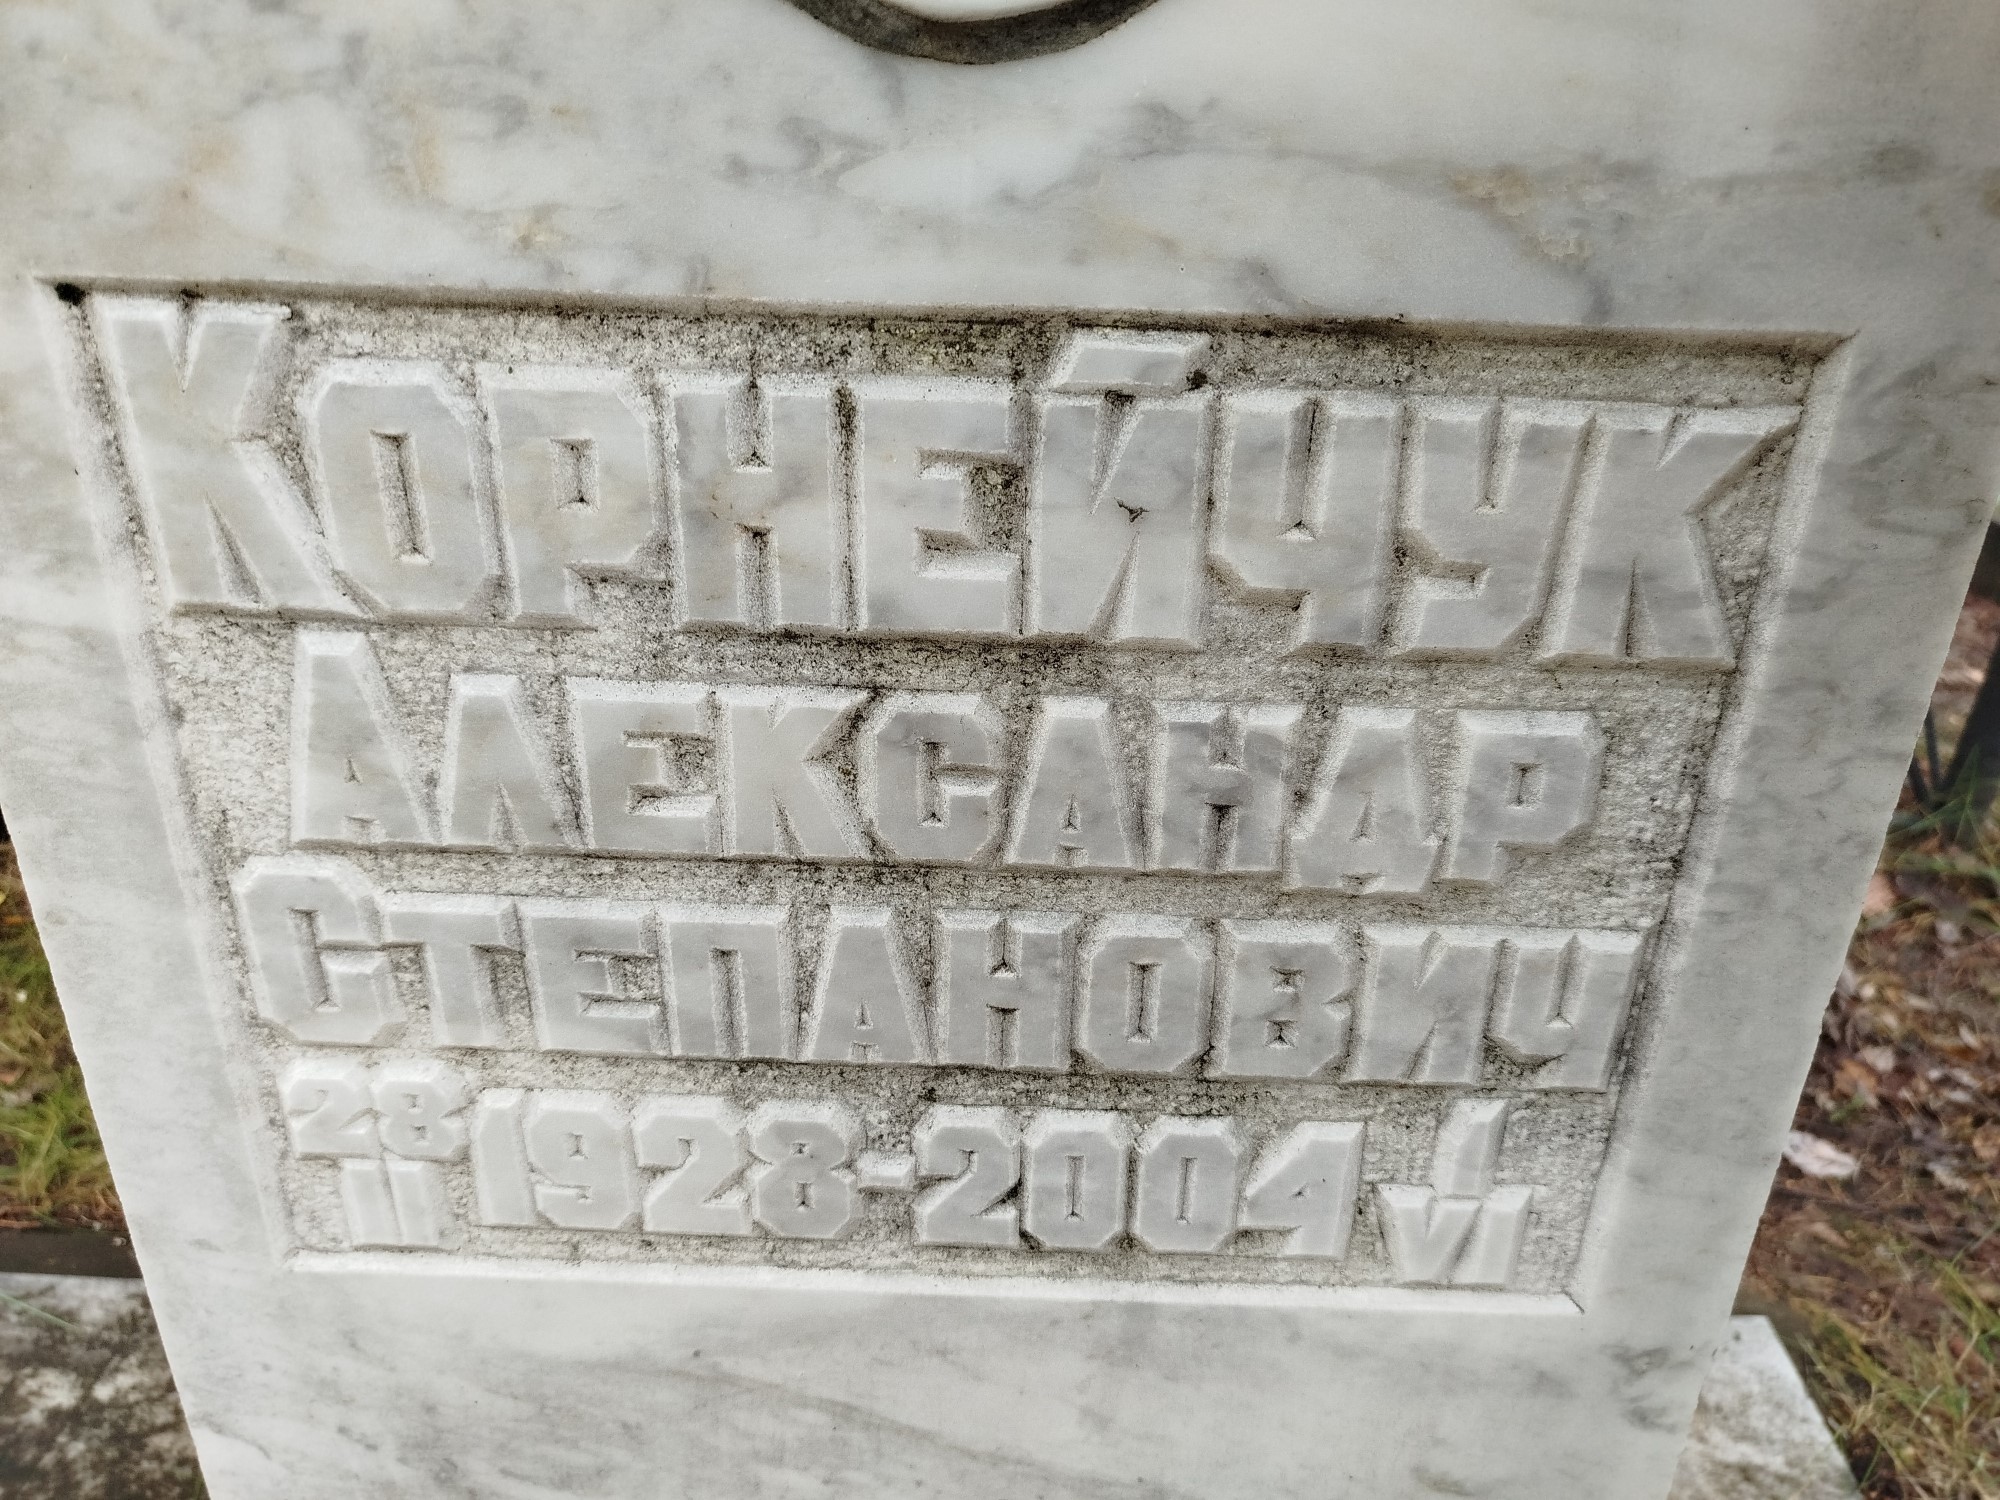 Корнейчук
Александр
Степанович
28 II 1928-2004 1 VI